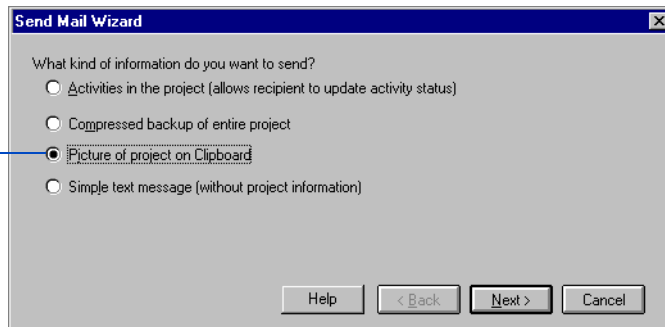 Send Mail Wizard
What kind of information do you want to send?
Activities in the project (allows recipient to update activity status)
Compressed backup of entire project
Picture of project on Clipboard
Simple text message (without project information)
Help < Back Next > Cancel